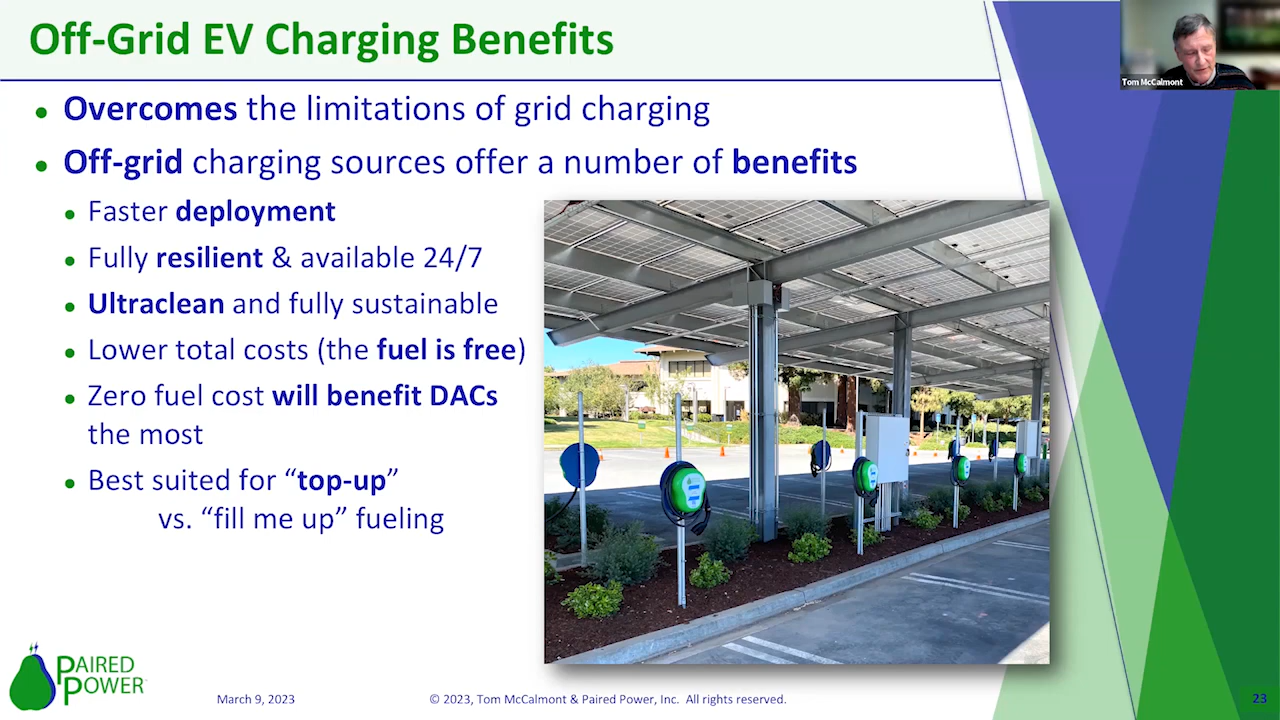 Off-Grid EV Charging Benefits
Tom McCalmont
• Overcomes the limitations of grid charging
• Off-grid charging sources offer a number of benefits
• Faster deployment
• Fully resilient & available 24/7
• Ultraclean and fully sustainable
• Lower total costs (the fuel is free)
• Zero fuel cost will benefit DACs
the most
• Best suited for “top-up”
vs. “fill me up” fueling
PAIRED
POWER
March 9, 2023
© 2023, Tom McCalmont & Paired Power, Inc. All rights reserved.
23